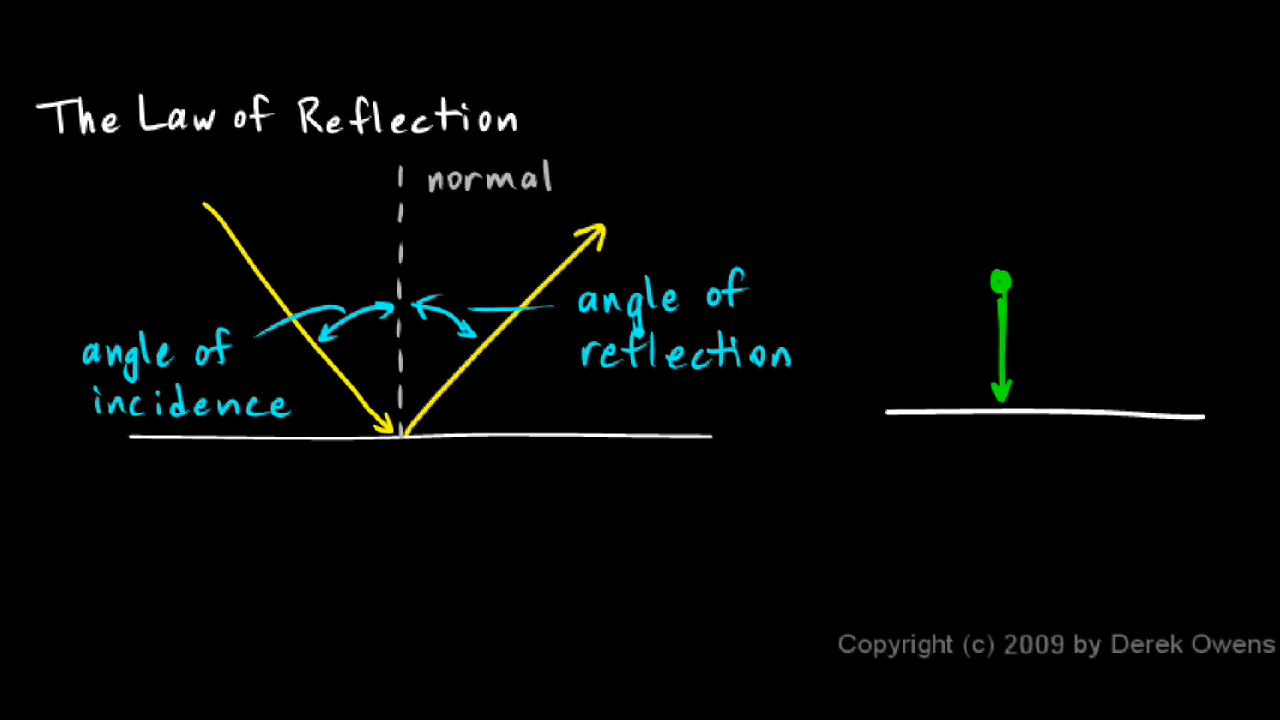 The Law of Reflection
normal
angle of
incidence
angle of
reflection
Copyright (c) 2009 by Derek Owens